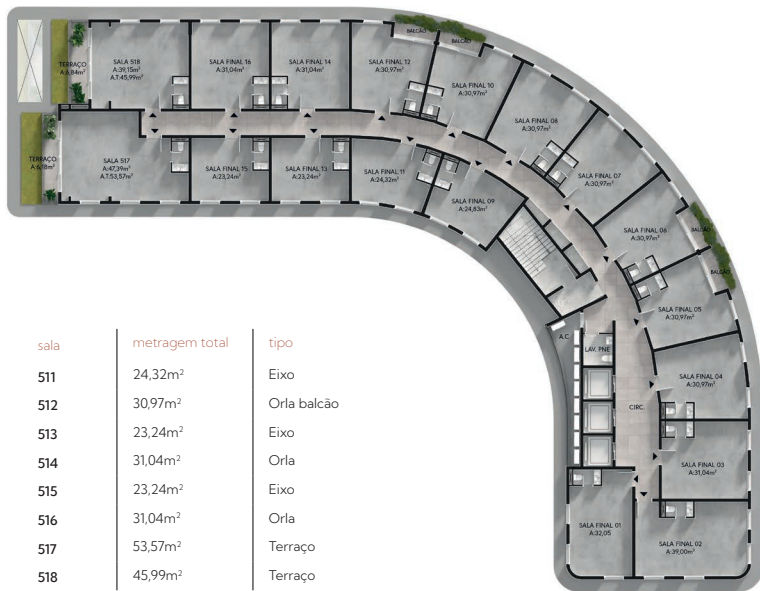 TERRAÇO
A:6,84m²
SALA 518
A:39,15m²
A.T:45,99m²
SALA FINAL 16
A:31,04m²
SALA FINAL 14
A:31,04m²
SALA FINAL 12
A:30,97m²
BALCÃO
BALCÃO
SALA FINAL 10
A:30,97m²
SALA FINAL 08
A:30,97m²
SALA FINAL 07
A:30,97m²
TERRAÇO
A:6,18m²
SALA 517
A:47,39m²
A.T:53,57m²
SALA FINAL 15
A:23,24m²
SALA FINAL 13
A:23,24m²
SALA FINAL 11
A:24,32m²
SALA FINAL 09
A:24,83m²
SALA FINAL 06
A:30,97m²
BALCÃO
BALCÃO
SALA FINAL 05
A:30,97m²
A.C
LAV. PNE
CIRC.
SALA FINAL 04
A:30,97m²
SALA FINAL 03
A:31,04m²
SALA FINAL 01
A:32,05
SALA FINAL 02
A:39,00m²
sala metragem total tipo
511 24,32m² Eixo
512 30,97m² Orla balcão
513 23,24m² Eixo
514 31,04m² Orla
515 23,24m² Eixo
516 31,04m² Orla
517 53,57m² Terraço
518 45,99m² Terraço